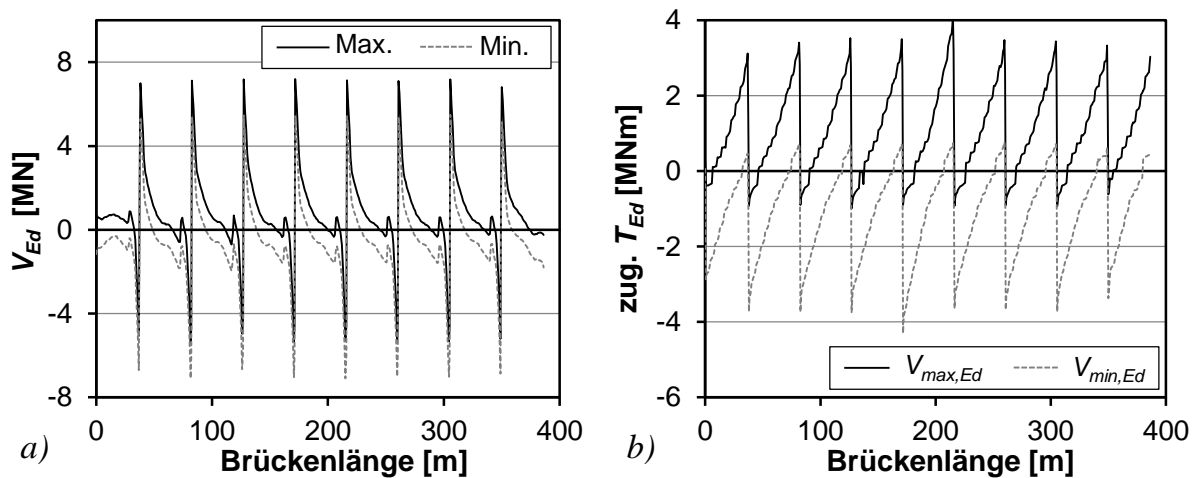 8
4
0
-4
-8
V_Ed [MN]
Max. Min.
0 100 200 300 400
a) Brückenlänge [m]
4
2
0
-2
-4
-6
zug. T_Ed [MNm]
V_max,Ed V_min,Ed
0 100 200 300 400
b) Brückenlänge [m]